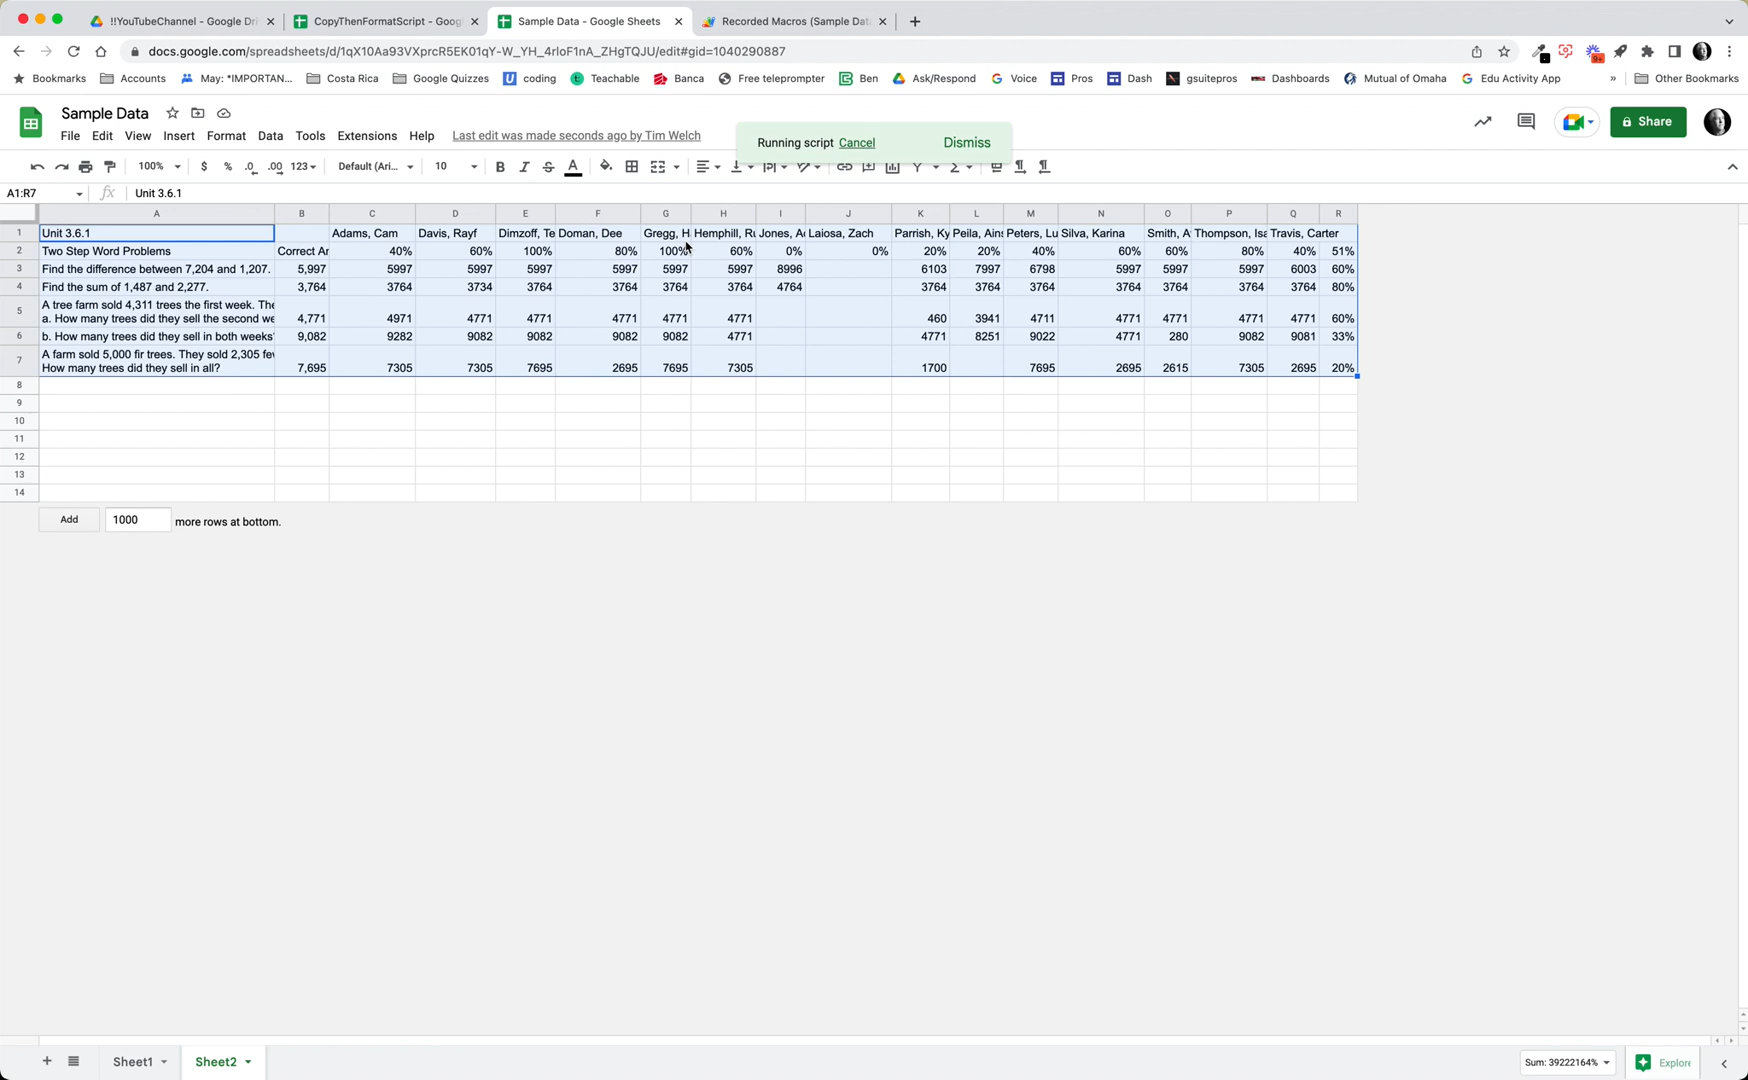 !!YouTubeChannel - Google Dri
CopyThenFormatScript - Goog
Sample Data - Google Sheets
Recorded Macros (Sample Dat
docs.google.com/spreadsheets/d/1qX10Aa93VXprcR5EK01qY-W_YH_4rloF1nA_ZHgTQJU/edit#gid=1040290887
Bookmarks Accounts May: *IMPORTAN... Costa Rica Google Quizzes coding Teachable Banca Free teleprompter Ben Ask/Respond Voice Pros Dash gsuitepros Dashboards Mutual of Omaha Edu Activity App » Other Bookmarks
Sample Data
File Edit View Insert Format Data Tools Extensions Help Last edit was made seconds ago by Tim Welch
Running script Cancel Dismiss
Share
100% $ % .0 .00 123 Default (Ari... 10 B I S A
A1:R7 fx Unit 3.6.1
A B C D E F G H I J K L M N O P Q R
1 Unit 3.6.1 Adams, Cam Davis, Rayf Dimzoff, Te Doman, Dee Gregg, H Hemphill, Ru Jones, A Laiosa, Zach Parrish, Ky Peila, Ains Peters, Lu Silva, Karina Smith, A Thompson, Isa Travis, Carter
2 Two Step Word Problems Correct An 40% 60% 100% 80% 100% 60% 0% 0% 20% 20% 40% 60% 60% 80% 40% 51%
3 Find the difference between 7,204 and 1,207. 5,997 5997 5997 5997 5997 5997 5997 8996 6103 7997 6798 5997 5997 5997 6003 60%
4 Find the sum of 1,487 and 2,277. 3,764 3764 3734 3764 3764 3764 3764 4764 3764 3764 3764 3764 3764 3764 3764 80%
A tree farm sold 4,311 trees the first week. The
5 a. How many trees did they sell the second we 4,771 4971 4771 4771 4771 4771 4771 460 3941 4711 4771 4771 4771 4771 60%
6 b. How many trees did they sell in both weeks? 9,082 9282 9082 9082 9082 9082 4771 4771 8251 9022 4771 280 9082 9081 33%
A farm sold 5,000 fir trees. They sold 2,305 few
7 How many trees did they sell in all? 7,695 7305 7305 7695 2695 7695 7305 1700 7695 2695 2615 7305 2695 20%
8
9
10
11
12
13
14
Add 1000 more rows at bottom.
Sheet1 Sheet2 Sum: 39222164% Explore